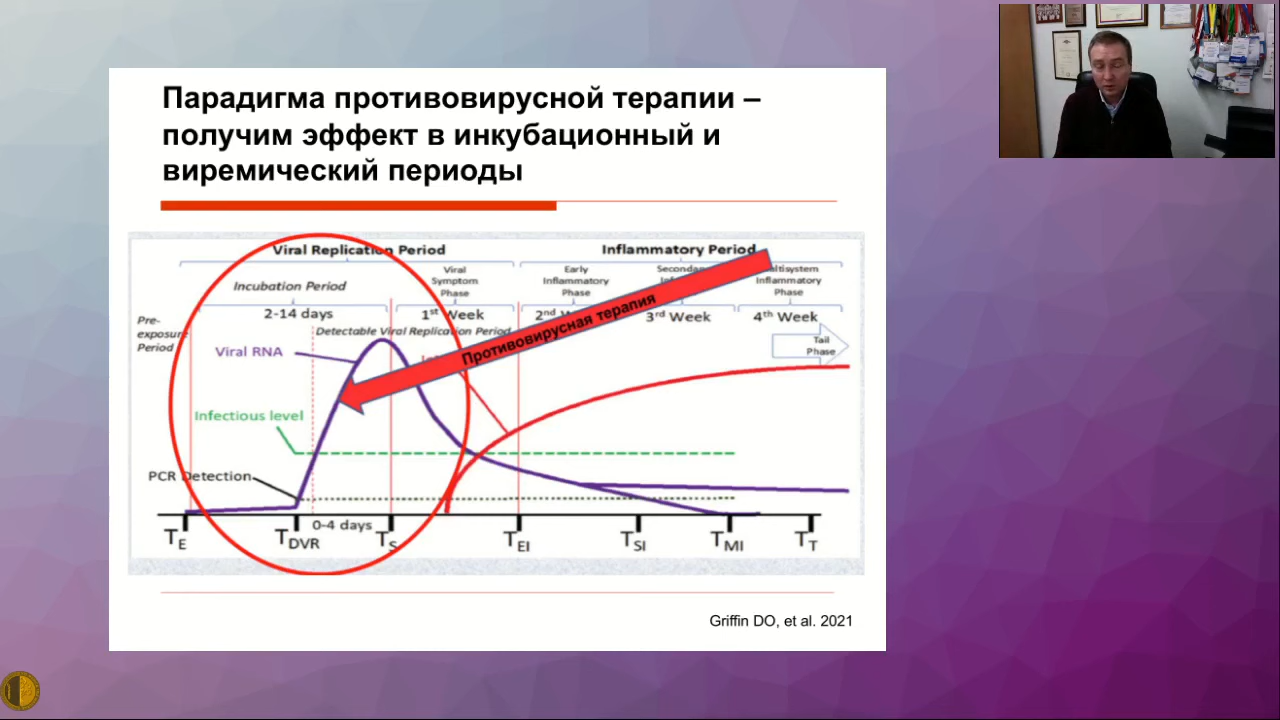 Парадигма противовирусной терапии –
получим эффект в инкубационный и
виремический периоды
Viral Replication Period
Inflammatory Period
Incubation Period
Viral
Symptom
Phase
Early
Inflammatory
Phase
Inflammatory
Phase
2-14 days
1st Week
2nd
3rd Week
4th Week
Pre-
exposure
Period
Detectable Viral Replication Period
Tail
Phase
Viral RNA
Противовирусная терапия
Infectious level
PCR Detection
0-4 days
TE
TDVR
TS
TEI
TSI
TMI
TT
Griffin DO, et al. 2021